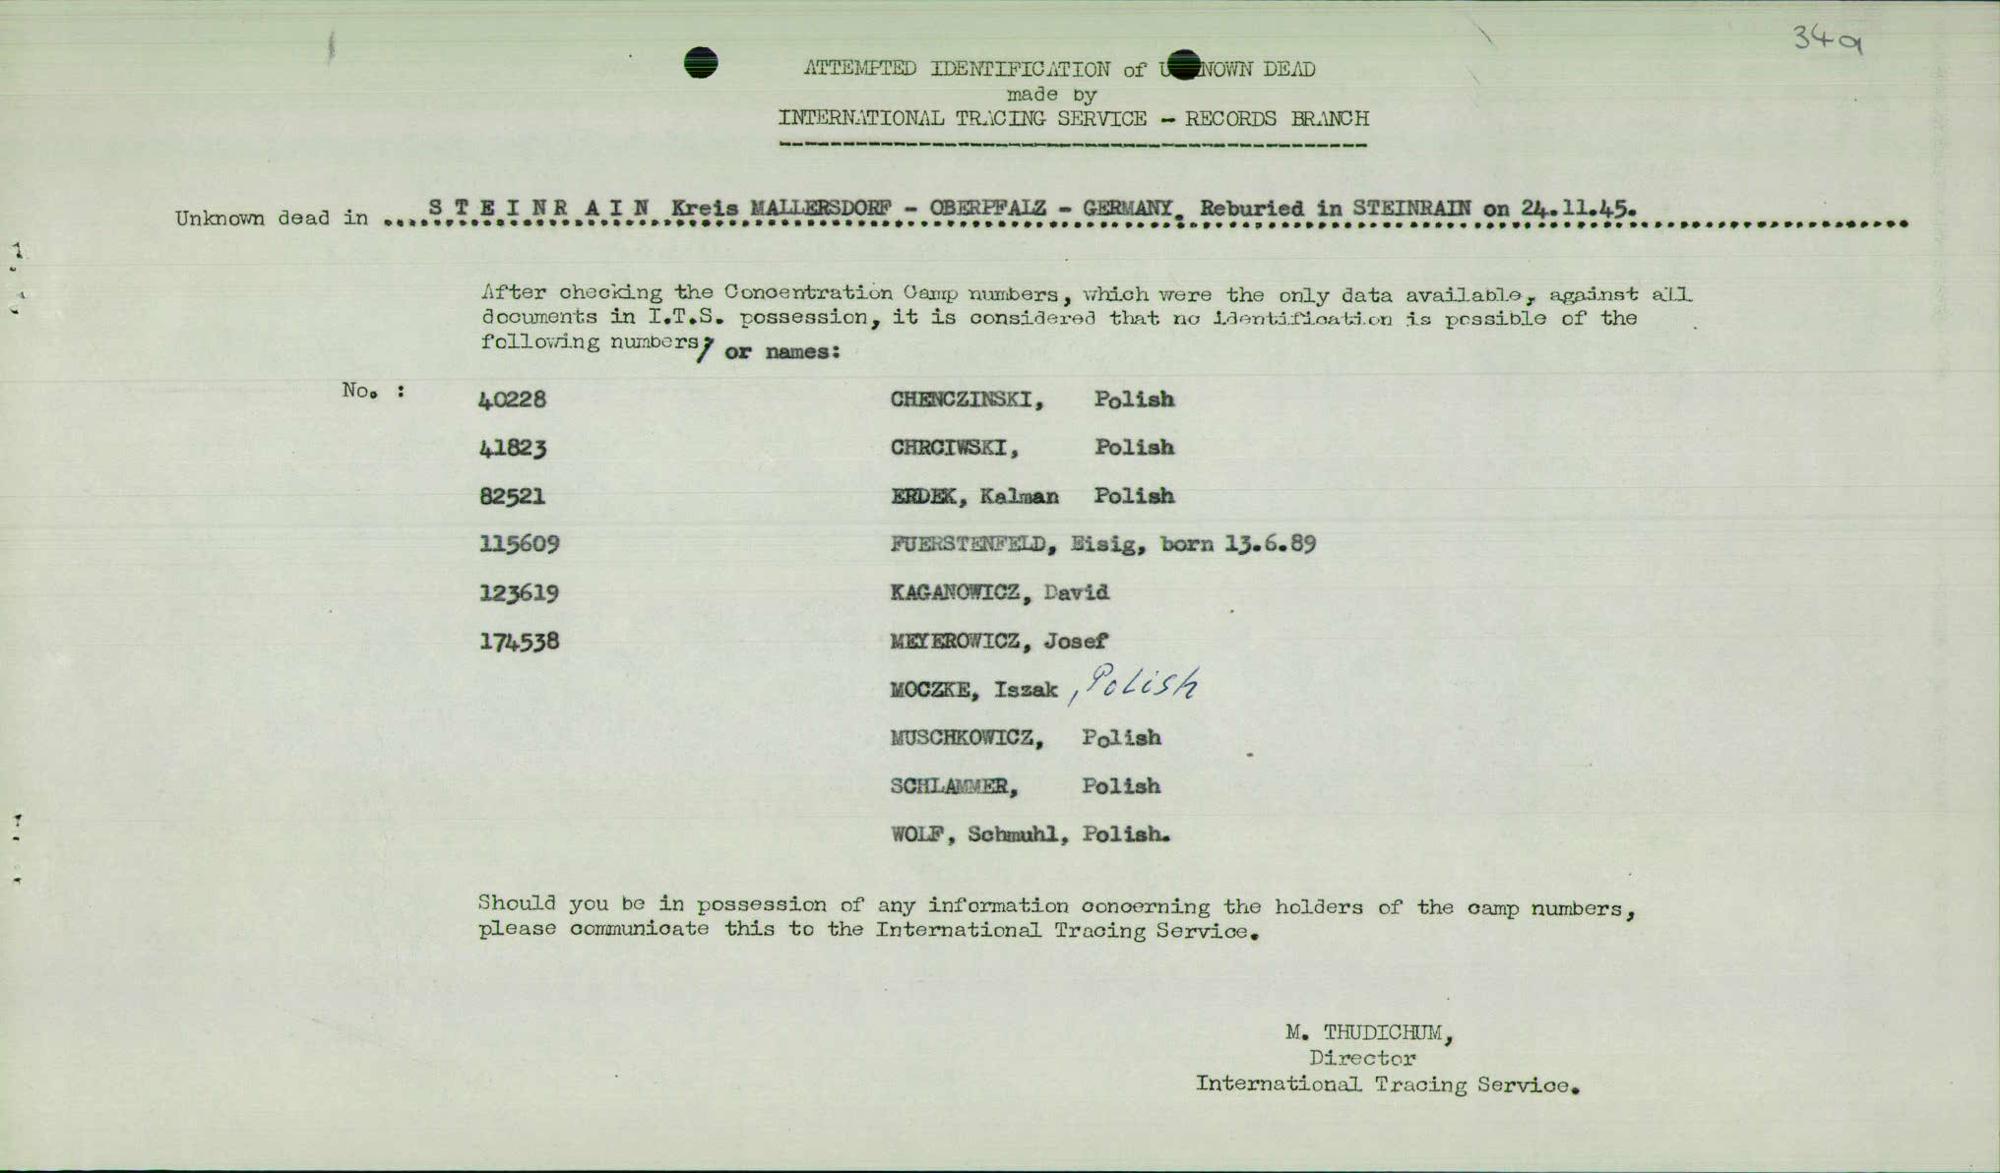 34a
ATTEMPTED IDENTIFICATION of U NOWN DEAD
made by
INTERNATIONAL TRACING SERVICE - RECORDS BRANCH
Unknown dead in .... S T E I N R A I N Kreis MALLERSDORF - OBERPFALZ - GERMANY. Reburied in STEINRAIN on 24.11.45.
After checking the Concentration Camp numbers, which were the only data available, against all
documents in I.T.S. possession, it is considered that no identification is possible of the
following numbers, or names:
No. : 40228 CHENCZINSKI, Polish
41823 CHRCIWSKI, Polish
82521 ERDEK, Kalman Polish
115609 FUERSTENFELD, Eisig, born 13.6.89
123619 KAGANOWICZ, David
174538 MEYEROWICZ, Josef
MOCZKE, Iszak , Polish
MUSCHKOWICZ, Polish
SCHLAMMER, Polish
WOLF, Schmuhl, Polish.
Should you be in possession of any information concerning the holders of the camp numbers,
please communicate this to the International Tracing Service.
M. THUDICHUM,
Director
International Tracing Service.